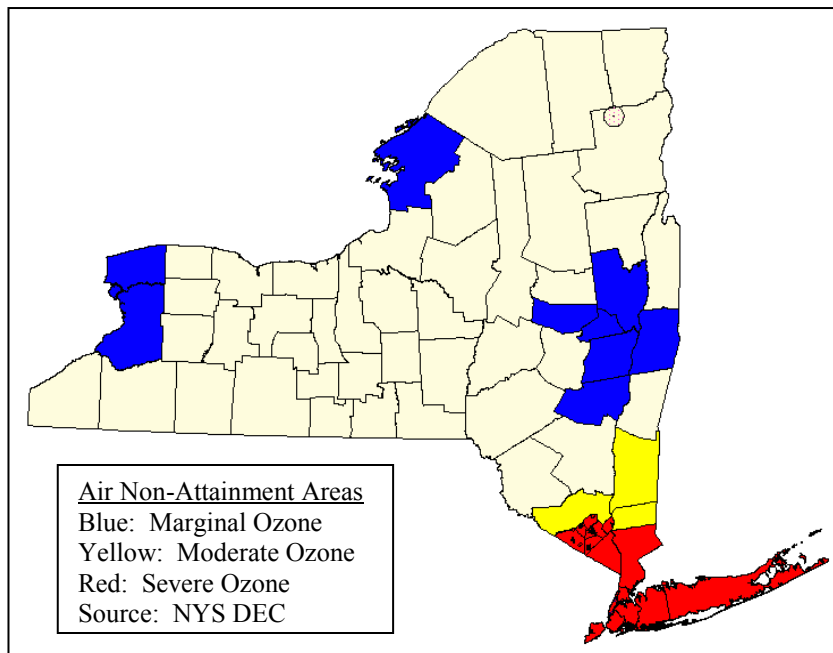 Air Non-Attainment Areas
Blue: Marginal Ozone
Yellow: Moderate Ozone
Red: Severe Ozone
Source: NYS DEC